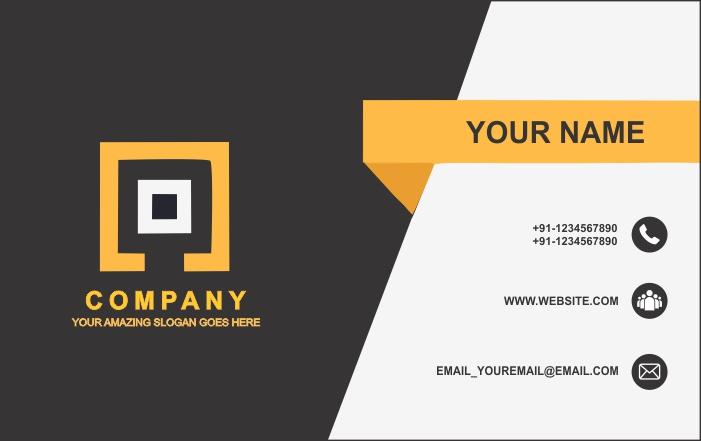 YOUR NAME
+91-1234567890
+91-1234567890
WWW.WEBSITE.COM
EMAIL_YOUREMAIL@EMAIL.COM
COMPANY
YOUR AMAZING SLOGAN GOES HERE